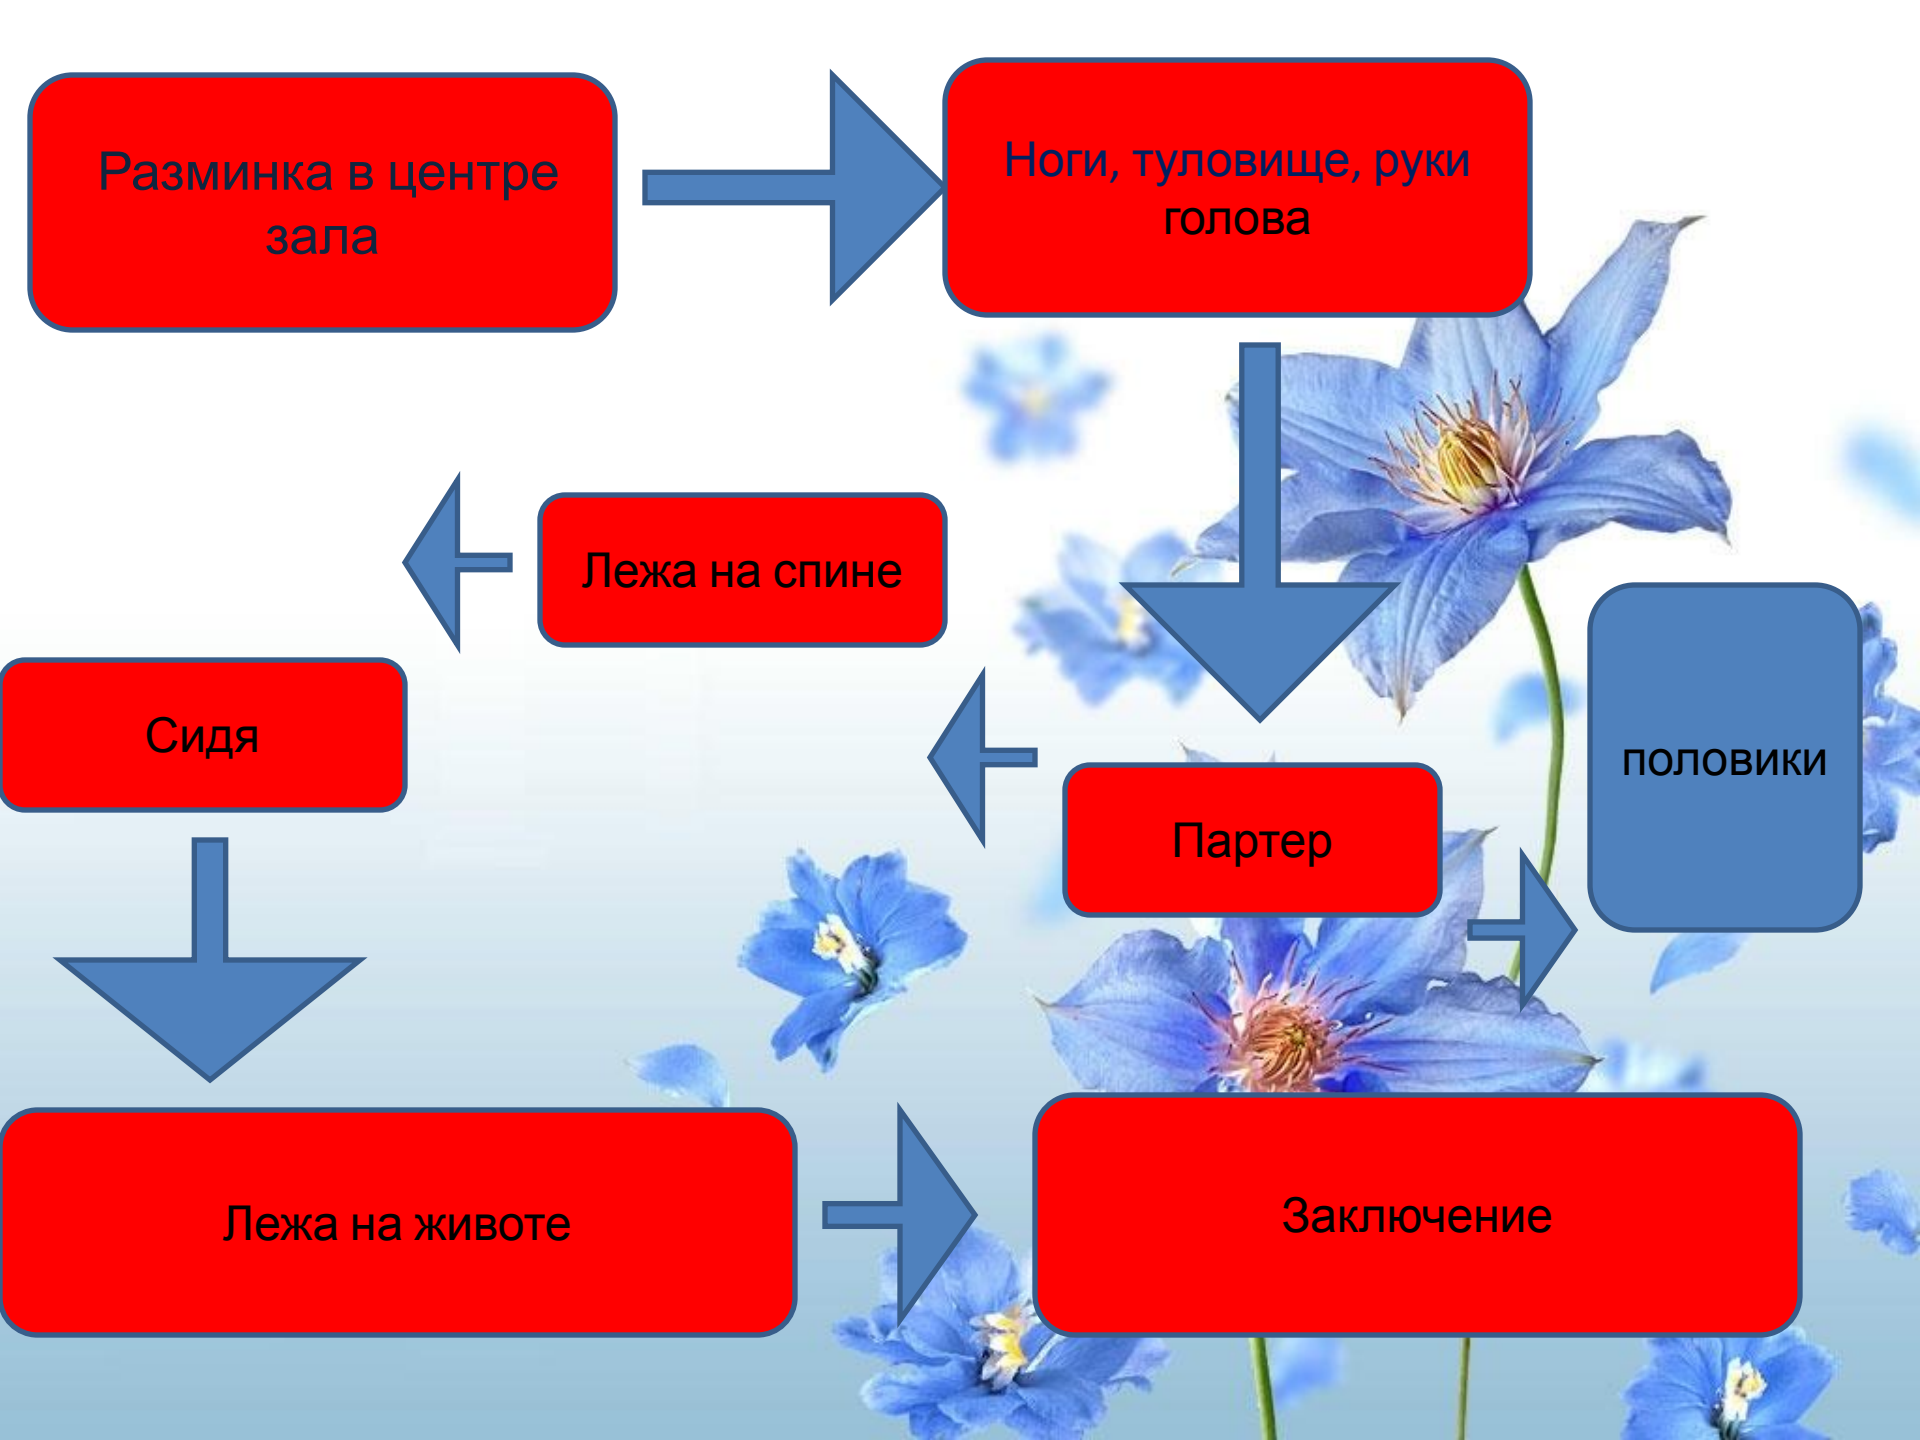 Разминка в центре
зала
Ноги, туловище, руки
голова
Лежа на спине
Сидя
половики
Партер
Лежа на животе
Заключение